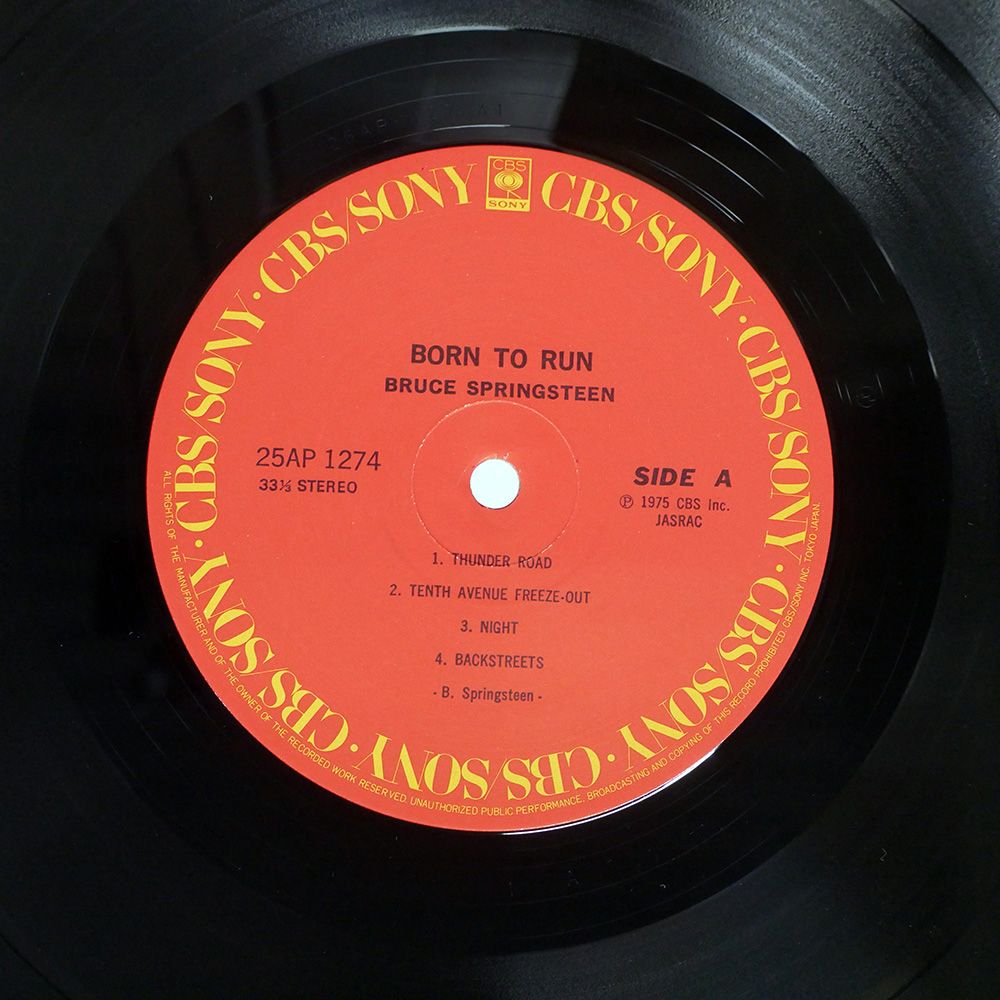 CBS
SONY
CBS/SONY · CBS/SONY · CBS/SONY · CBS/SONY · CBS/SONY · CBS/SONY · CBS/SONY · CBS/SONY
BORN TO RUN
BRUCE SPRINGSTEEN
25AP 1274
33⅓ STEREO
SIDE A
Ⓟ 1975 CBS Inc.
JASRAC
1. THUNDER ROAD
2. TENTH AVENUE FREEZE-OUT
3. NIGHT
4. BACKSTREETS
- B. Springsteen -
ALL RIGHTS OF THE MANUFACTURER AND OF THE OWNER OF THE RECORDED WORK RESERVED. UNAUTHORIZED PUBLIC PERFORMANCE, BROADCASTING AND COPYING OF THIS RECORD PROHIBITED. CBS/SONY INC. TOKYO JAPAN.